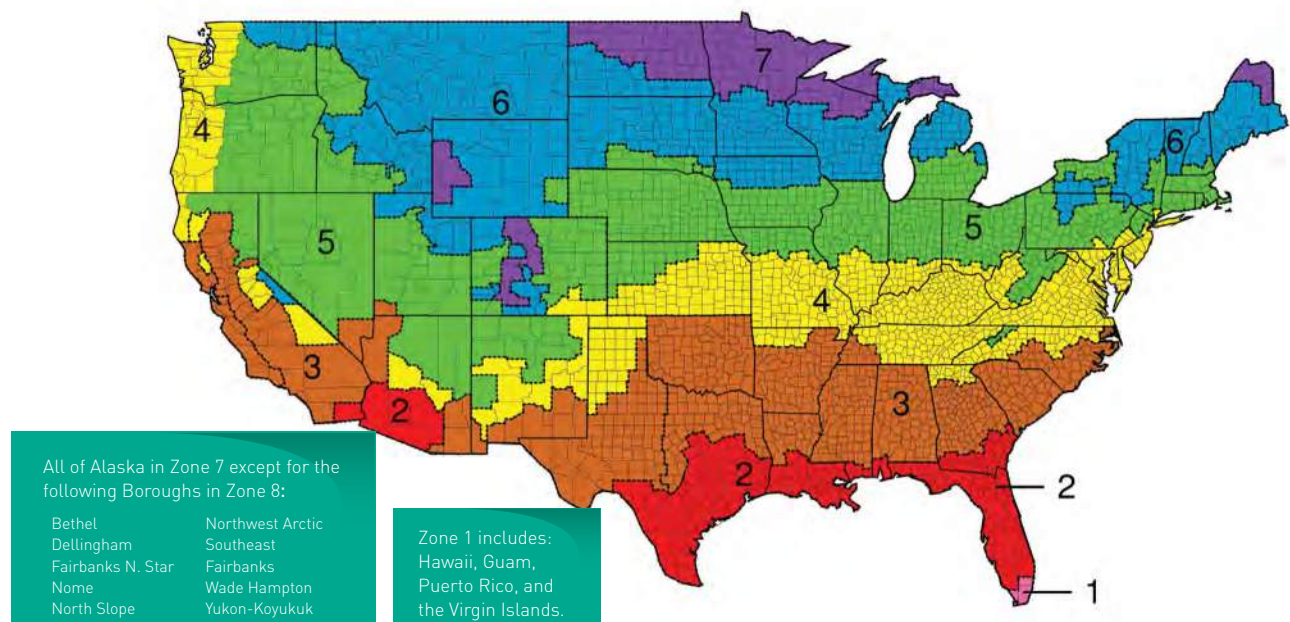 7
6
4
6
5
5
4
3
3
2
2
2
1
All of Alaska in Zone 7 except for the
following Boroughs in Zone 8:
Bethel
Dellingham
Fairbanks N. Star
Nome
North Slope
Northwest Arctic
Southeast
Fairbanks
Wade Hampton
Yukon-Koyukuk
Zone 1 includes:
Hawaii, Guam,
Puerto Rico, and
the Virgin Islands.